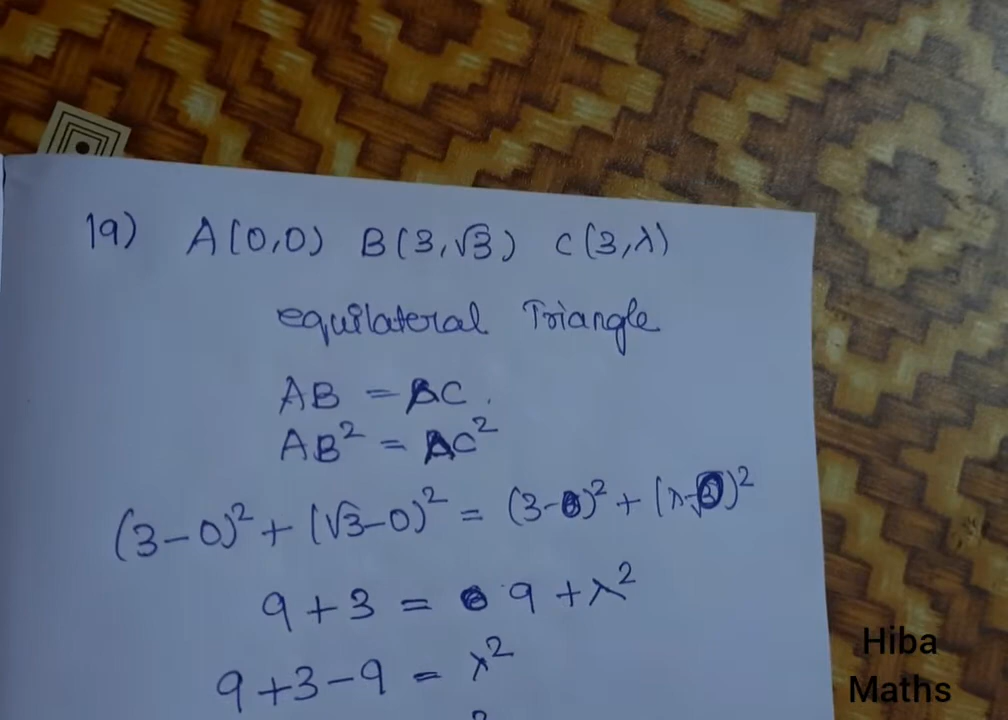 19) A(0,0) B(3,√3) C(3,λ)
equilateral Triangle
AB = AC.
AB² = AC²
(3-0)² + (√3-0)² = (3-0)² + (λ-0)²
9+3 = 9 + λ²
9+3-9 = λ²
Hiba
Maths